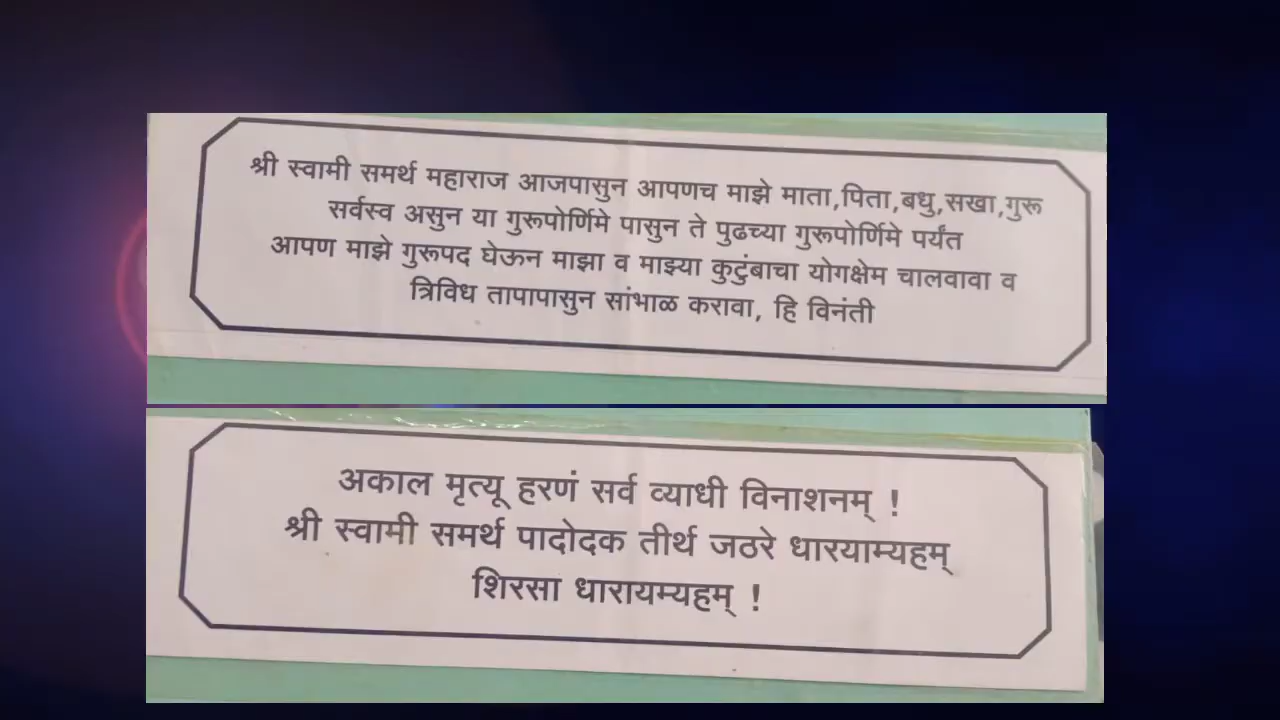 श्री स्वामी समर्थ महाराज आजपासुन आपणच माझे माता,पिता,बधु,सखा,गुरू
सर्वस्व असुन या गुरूपोर्णिमे पासुन ते पुढच्या गुरूपोर्णिमे पर्यंत
आपण माझे गुरूपद घेऊन माझा व माझ्या कुटुंबाचा योगक्षेम चालवावा व
त्रिविध तापापासुन सांभाळ करावा, हि विनंती
अकाल मृत्यू हरणं सर्व व्याधी विनाशनम् !
श्री स्वामी समर्थ पादोदक तीर्थ जठरे धारयाम्यहम्
शिरसा धारायम्यहम् !